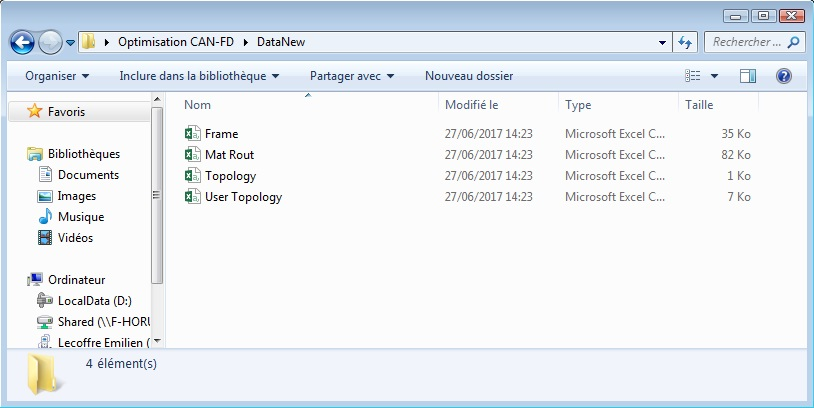 Optimisation CAN-FD DataNew Rechercher ...
Organiser Inclure dans la bibliothèque Partager avec Nouveau dossier
Favoris
Bibliothèques
Documents
Images
Musique
Vidéos
Ordinateur
LocalData (D:)
Shared (\\F-HORU
Lecoffre Emilien (
Nom Modifié le Type Taille
Frame 27/06/2017 14:23 Microsoft Excel C... 35 Ko
Mat Rout 27/06/2017 14:23 Microsoft Excel C... 82 Ko
Topology 27/06/2017 14:23 Microsoft Excel C... 1 Ko
User Topology 27/06/2017 14:23 Microsoft Excel C... 7 Ko
4 élément(s)